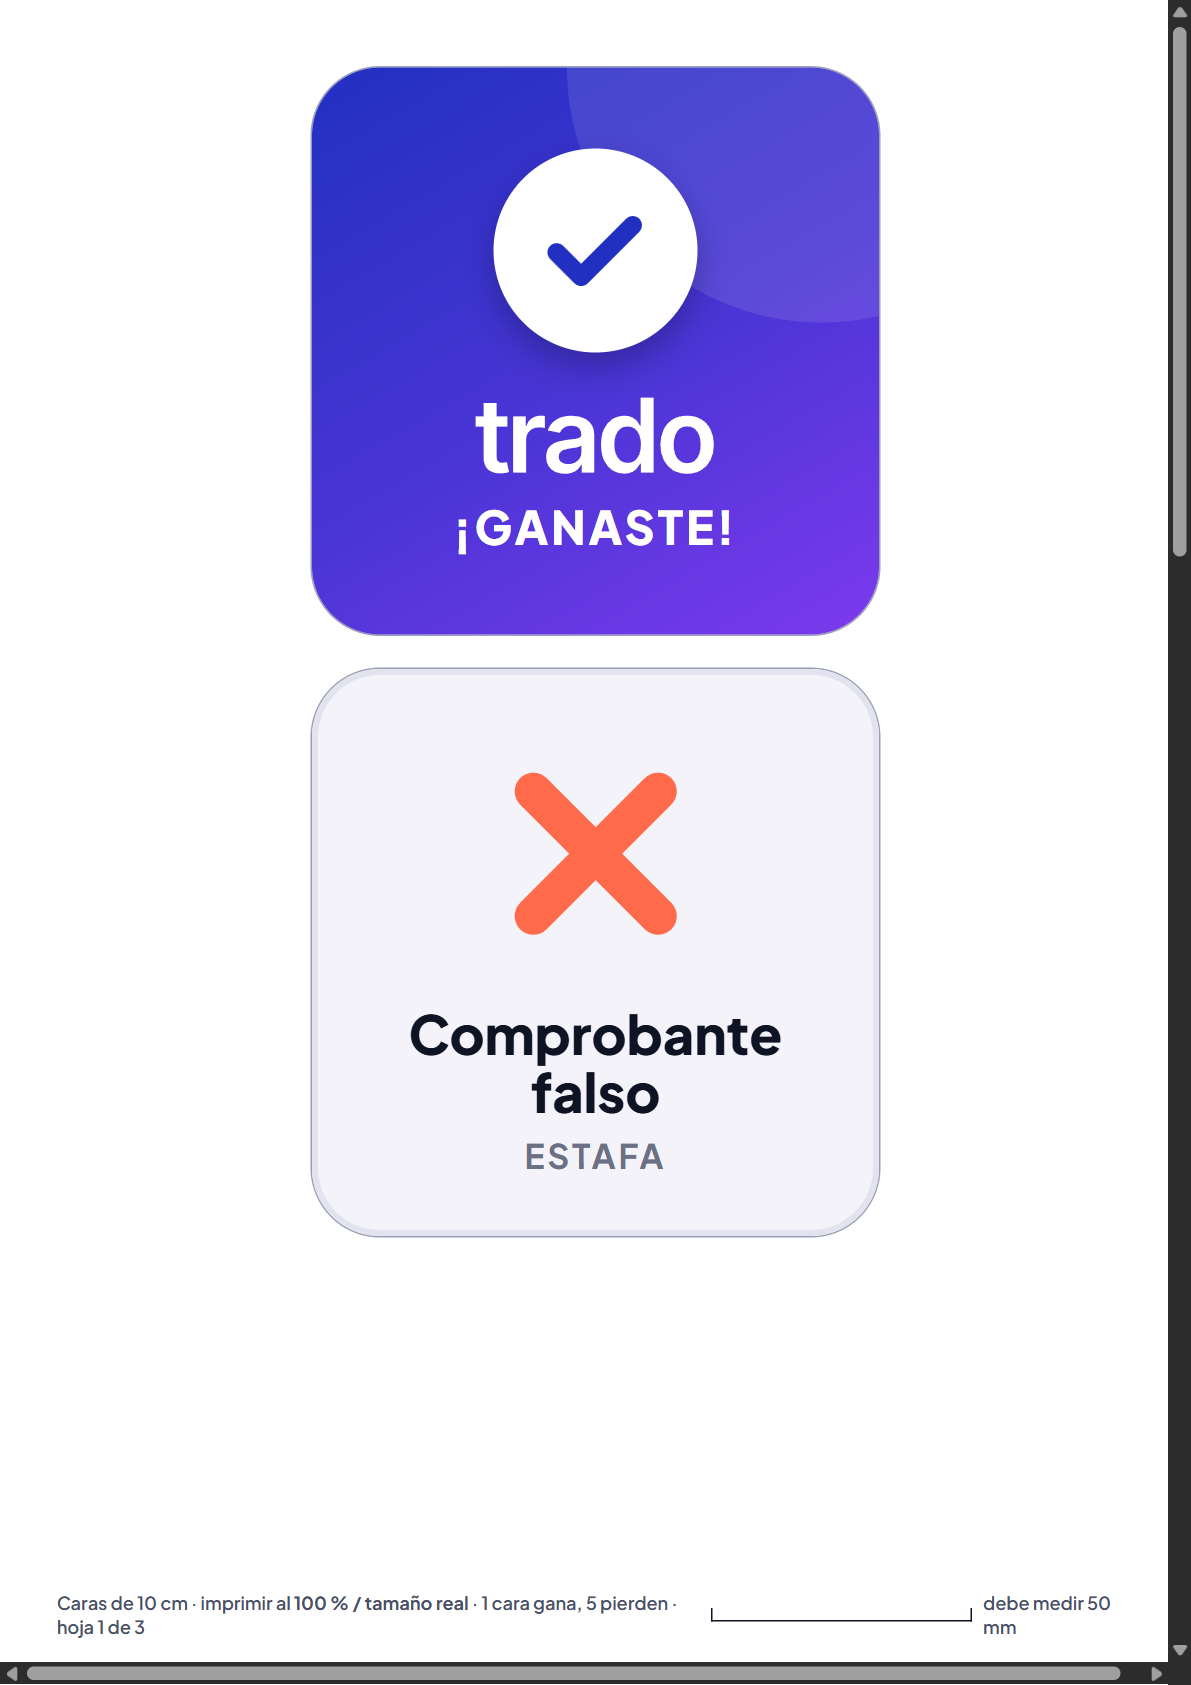 trado
¡GANASTE!
Comprobante
falso
ESTAFA
Caras de 10 cm · imprimir al 100 % / tamaño real · 1 cara gana, 5 pierden ·
hoja 1 de 3
debe medir 50
mm